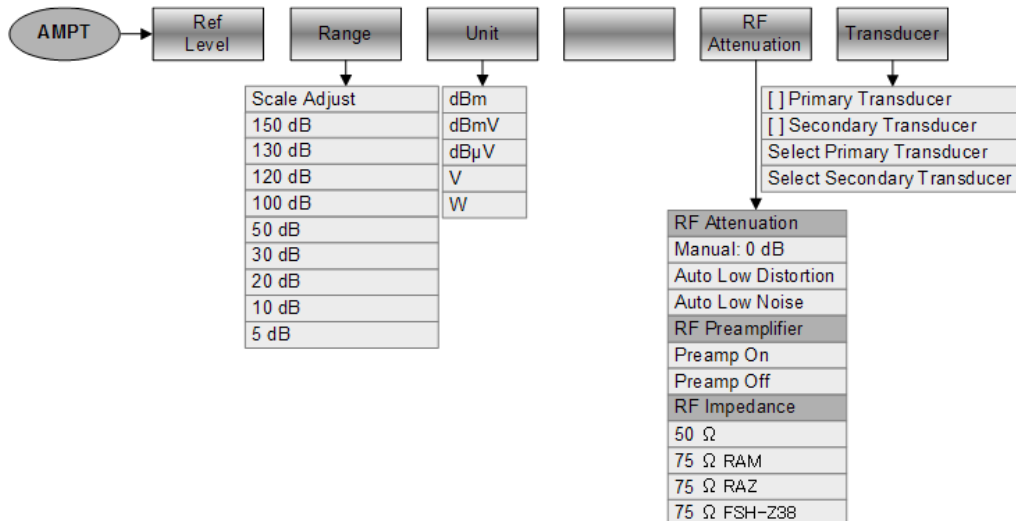 AMPT
Ref
Level
Range
Unit
RF
Attenuation
Transducer
Scale Adjust
150 dB
130 dB
120 dB
100 dB
50 dB
30 dB
20 dB
10 dB
5 dB
dBm
dBmV
dBµV
V
W
[ ] Primary Transducer
[ ] Secondary Transducer
Select Primary Transducer
Select Secondary Transducer
RF Attenuation
Manual: 0 dB
Auto Low Distortion
Auto Low Noise
RF Preamplifier
Preamp On
Preamp Off
RF Impedance
50 Ω
75 Ω RAM
75 Ω RAZ
75 Ω FSH-Z38